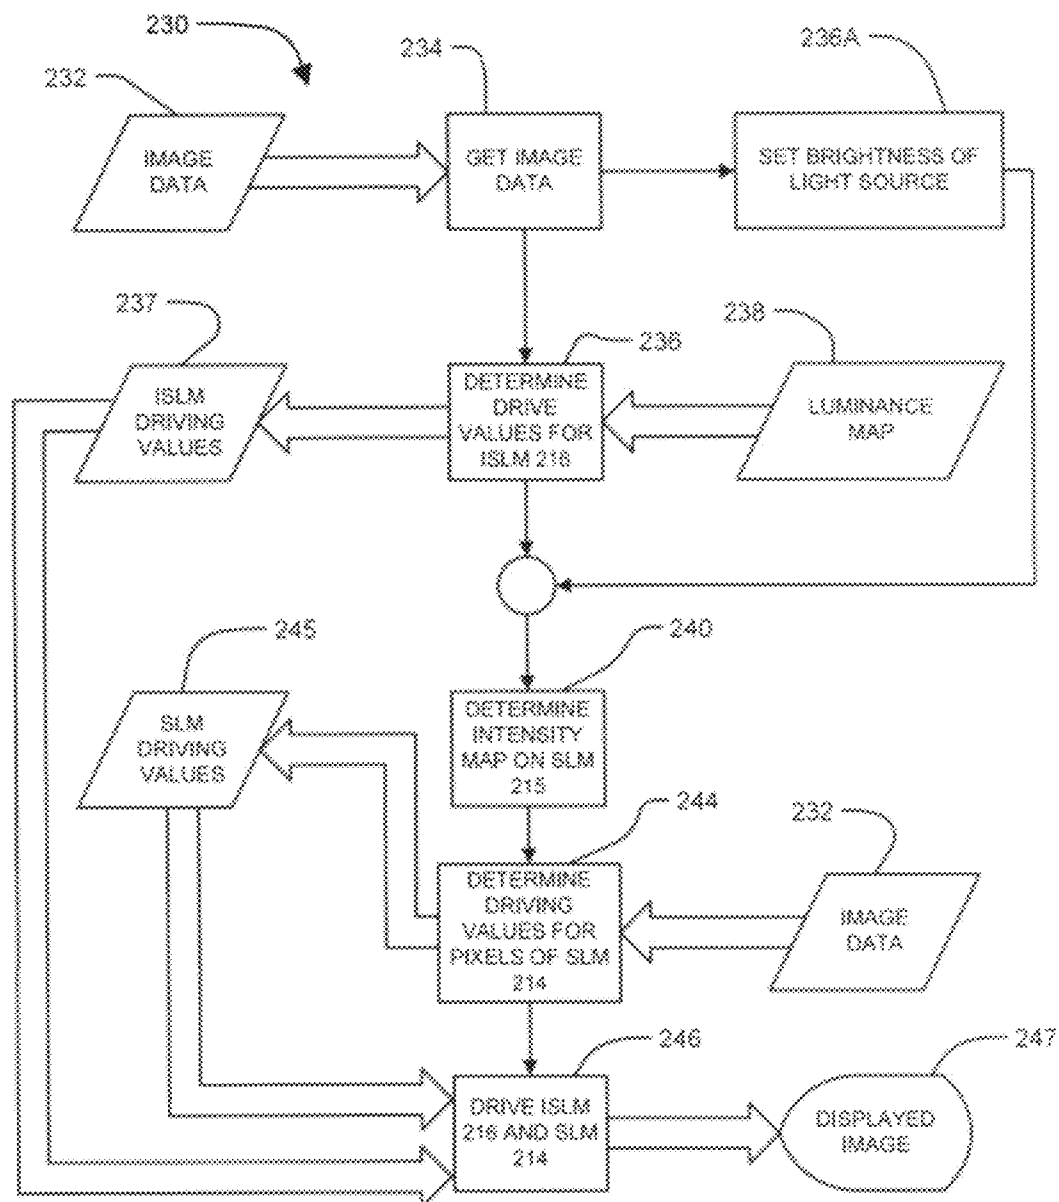 230
234
236A
232
IMAGE
DATA
GET IMAGE
DATA
SET BRIGHTNESS OF
LIGHT SOURCE
237
236
238
ISLM
DRIVING
VALUES
DETERMINE
DRIVE
VALUES FOR
ISLM 216
LUMINANCE
MAP
245
240
SLM
DRIVING
VALUES
DETERMINE
INTENSITY
MAP ON SLM
215
244
232
DETERMINE
DRIVING
VALUES FOR
PIXELS OF SLM
214
IMAGE
DATA
246
247
DRIVE ISLM
216 AND SLM
214
DISPLAYED
IMAGE